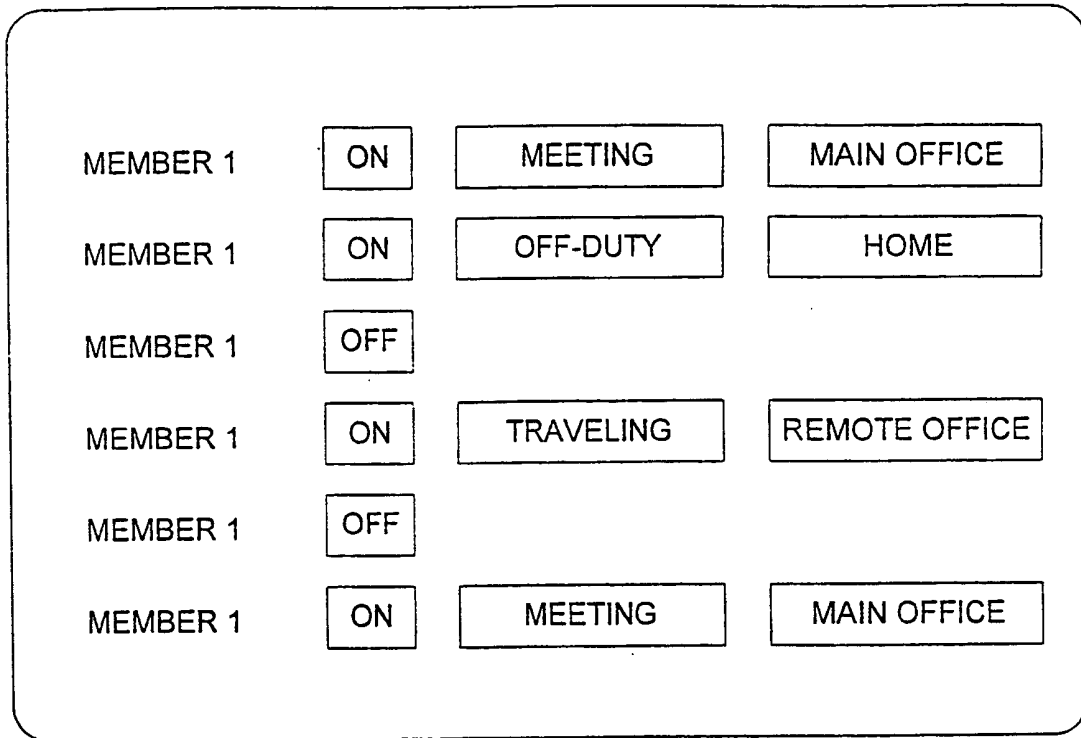 MEMBER 1 ON MEETING MAIN OFFICE
MEMBER 1 ON OFF-DUTY HOME
MEMBER 1 OFF
MEMBER 1 ON TRAVELING REMOTE OFFICE
MEMBER 1 OFF
MEMBER 1 ON MEETING MAIN OFFICE